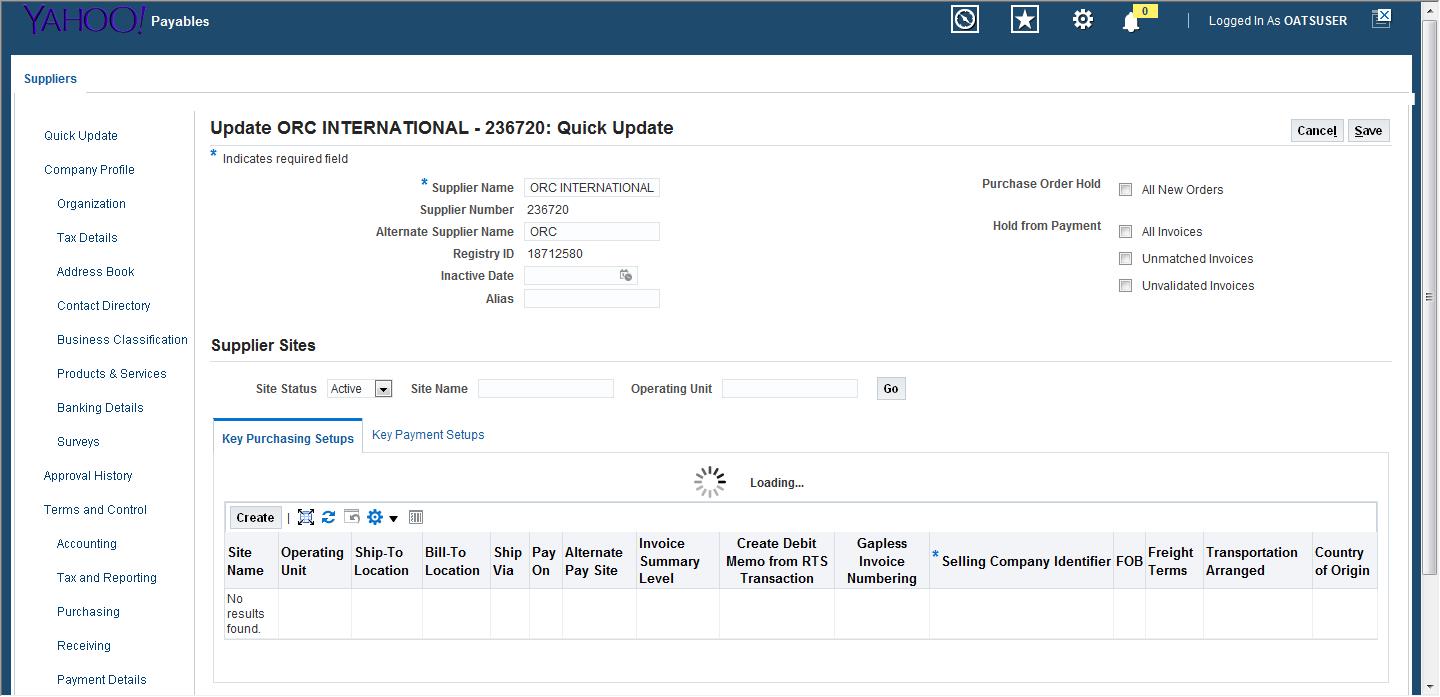 YAHOO! Payables
0
Logged In As OATSUSER
Suppliers
Quick Update
Company Profile
Organization
Tax Details
Address Book
Contact Directory
Business Classification
Products & Services
Banking Details
Surveys
Approval History
Terms and Control
Accounting
Tax and Reporting
Purchasing
Receiving
Payment Details
Update ORC INTERNATIONAL - 236720: Quick Update
Cancel Save
* Indicates required field
* Supplier Name ORC INTERNATIONAL
Supplier Number 236720
Alternate Supplier Name ORC
Registry ID 18712580
Inactive Date
Alias
Purchase Order Hold All New Orders
Hold from Payment All Invoices
Unmatched Invoices
Unvalidated Invoices
Supplier Sites
Site Status Active Site Name Operating Unit Go
Key Purchasing Setups Key Payment Setups
Loading...
Create |
Site Name
Operating Unit
Ship-To Location
Bill-To Location
Ship Via
Pay On
Alternate Pay Site
Invoice Summary Level
Create Debit Memo from RTS Transaction
Gapless Invoice Numbering
* Selling Company Identifier
FOB
Freight Terms
Transportation Arranged
Country of Origin
No
results
found.